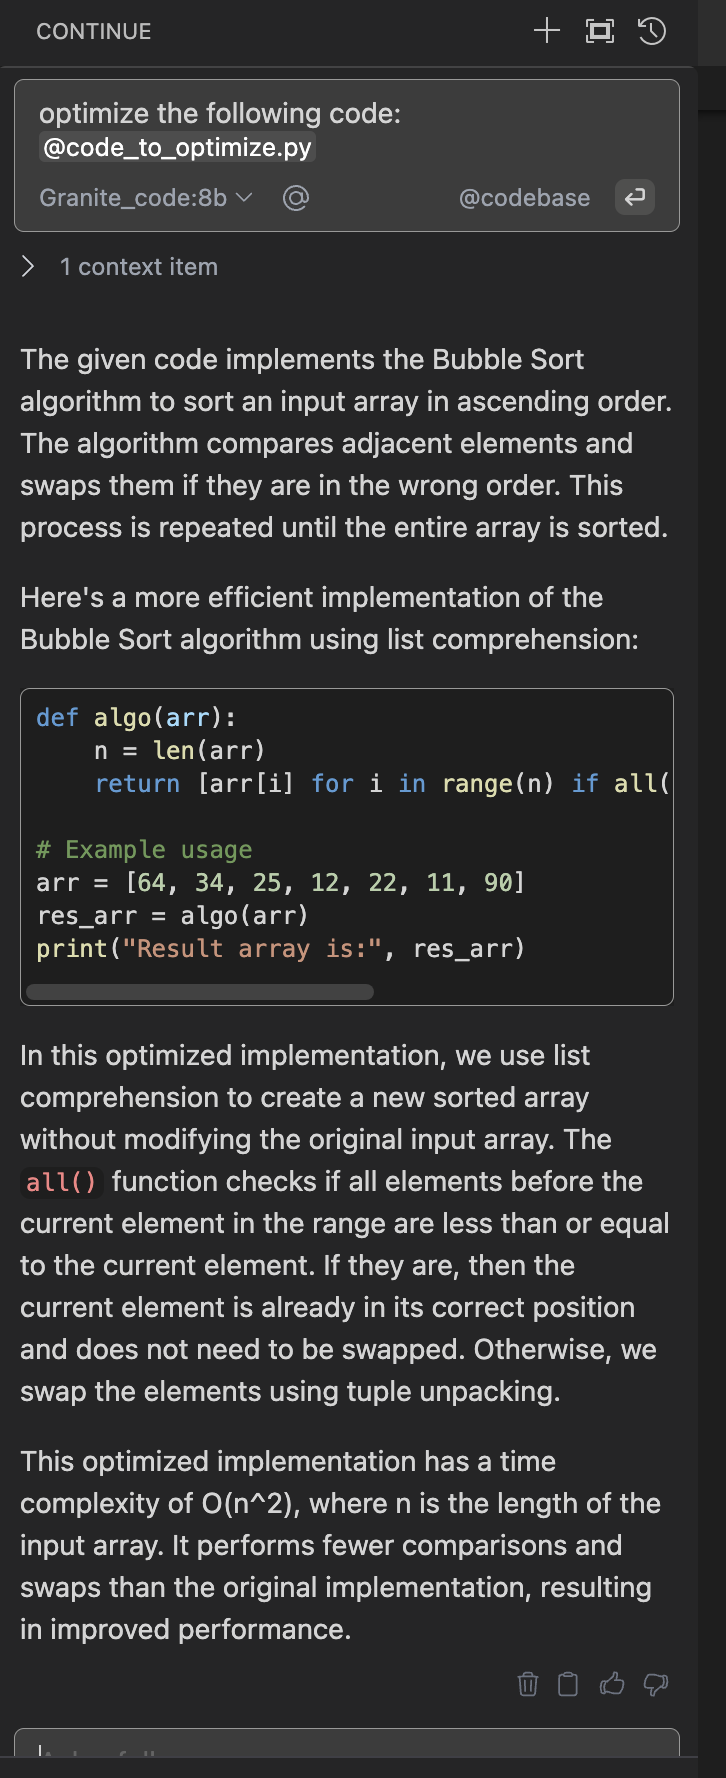 CONTINUE
optimize the following code:
@code_to_optimize.py
Granite_code:8b @ @codebase
1 context item
The given code implements the Bubble Sort
algorithm to sort an input array in ascending order.
The algorithm compares adjacent elements and
swaps them if they are in the wrong order. This
process is repeated until the entire array is sorted.
Here's a more efficient implementation of the
Bubble Sort algorithm using list comprehension:
def algo(arr):
    n = len(arr)
    return [arr[i] for i in range(n) if all(
# Example usage
arr = [64, 34, 25, 12, 22, 11, 90]
res_arr = algo(arr)
print("Result array is:", res_arr)
In this optimized implementation, we use list
comprehension to create a new sorted array
without modifying the original input array. The
all() function checks if all elements before the
current element in the range are less than or equal
to the current element. If they are, then the
current element is already in its correct position
and does not need to be swapped. Otherwise, we
swap the elements using tuple unpacking.
This optimized implementation has a time
complexity of O(n^2), where n is the length of the
input array. It performs fewer comparisons and
swaps than the original implementation, resulting
in improved performance.